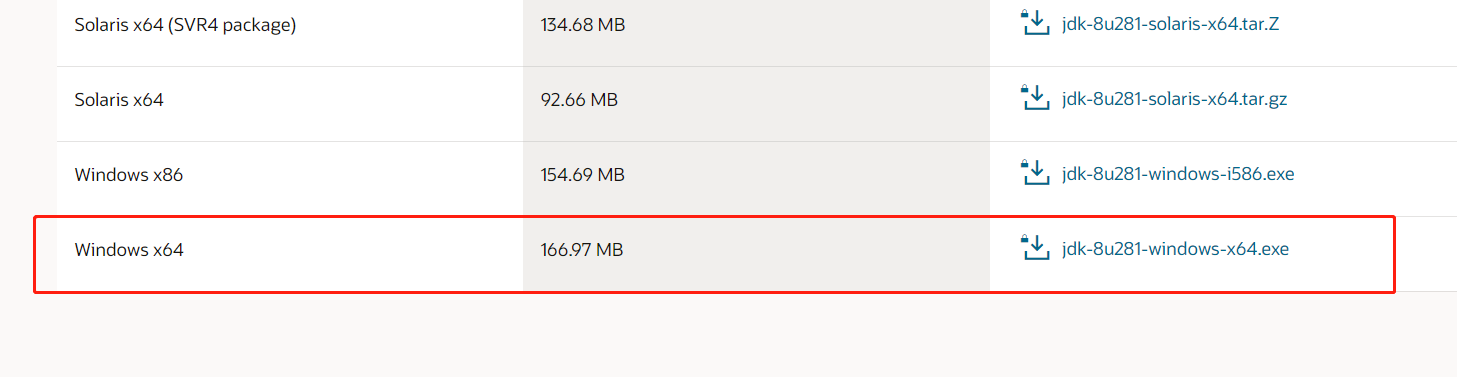 Solaris x64 (SVR4 package) 134.68 MB jdk-8u281-solaris-x64.tar.Z
Solaris x64 92.66 MB jdk-8u281-solaris-x64.tar.gz
Windows x86 154.69 MB jdk-8u281-windows-i586.exe
Windows x64 166.97 MB jdk-8u281-windows-x64.exe